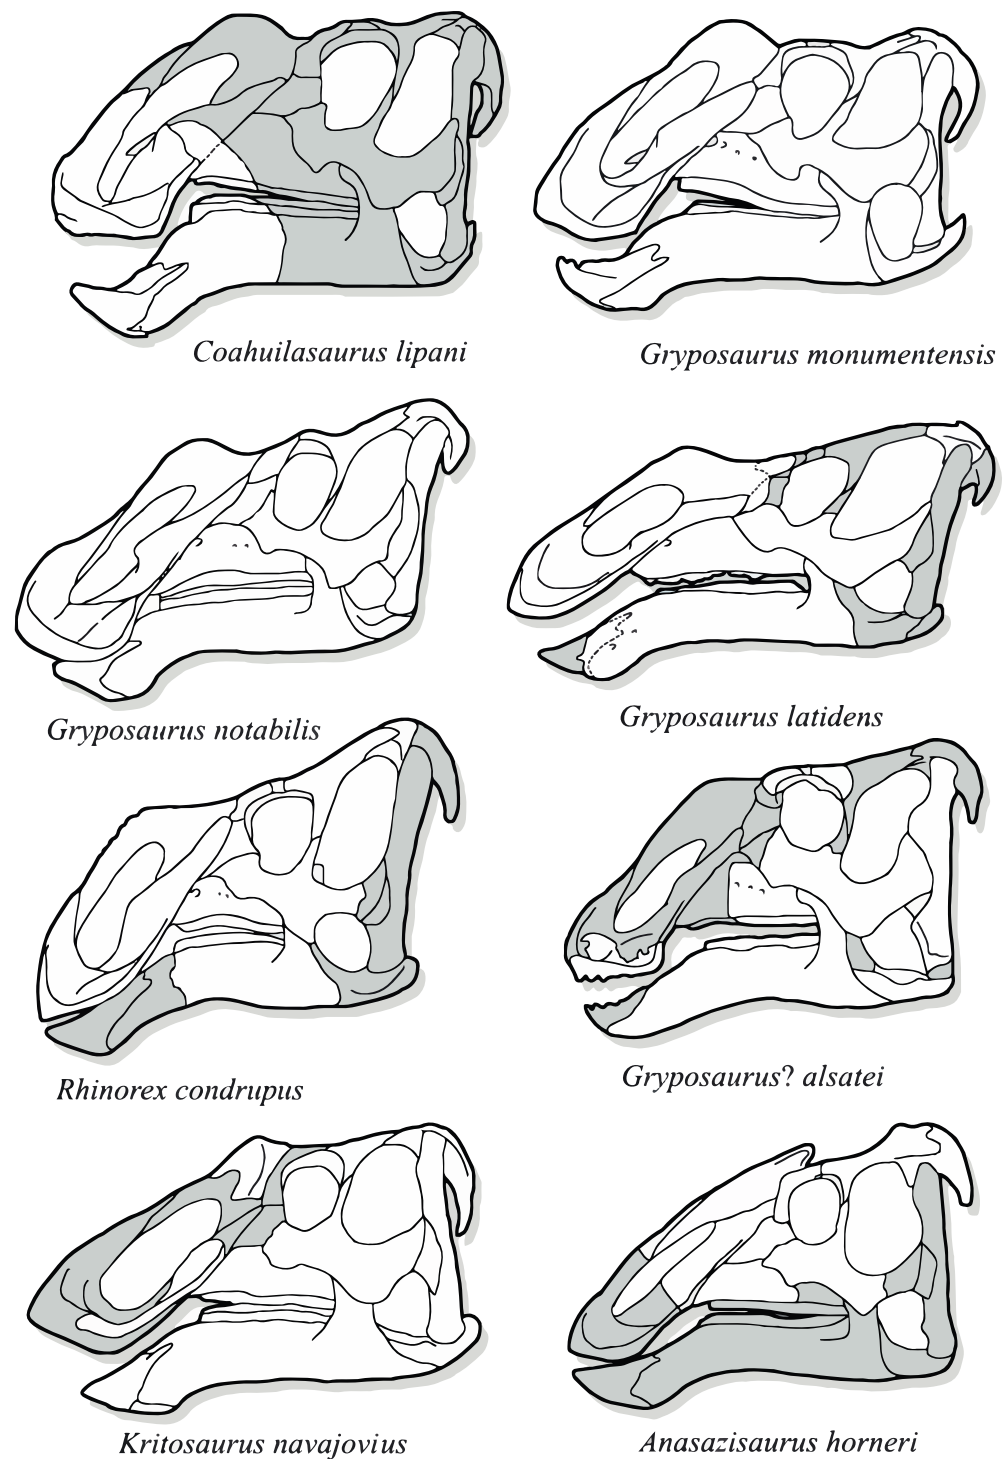 Coahuilasaurus lipani
Gryposaurus monumentensis
Gryposaurus notabilis
Gryposaurus latidens
Rhinorex condrupus
Gryposaurus? alsatei
Kritosaurus navajovius
Anasazisaurus horneri